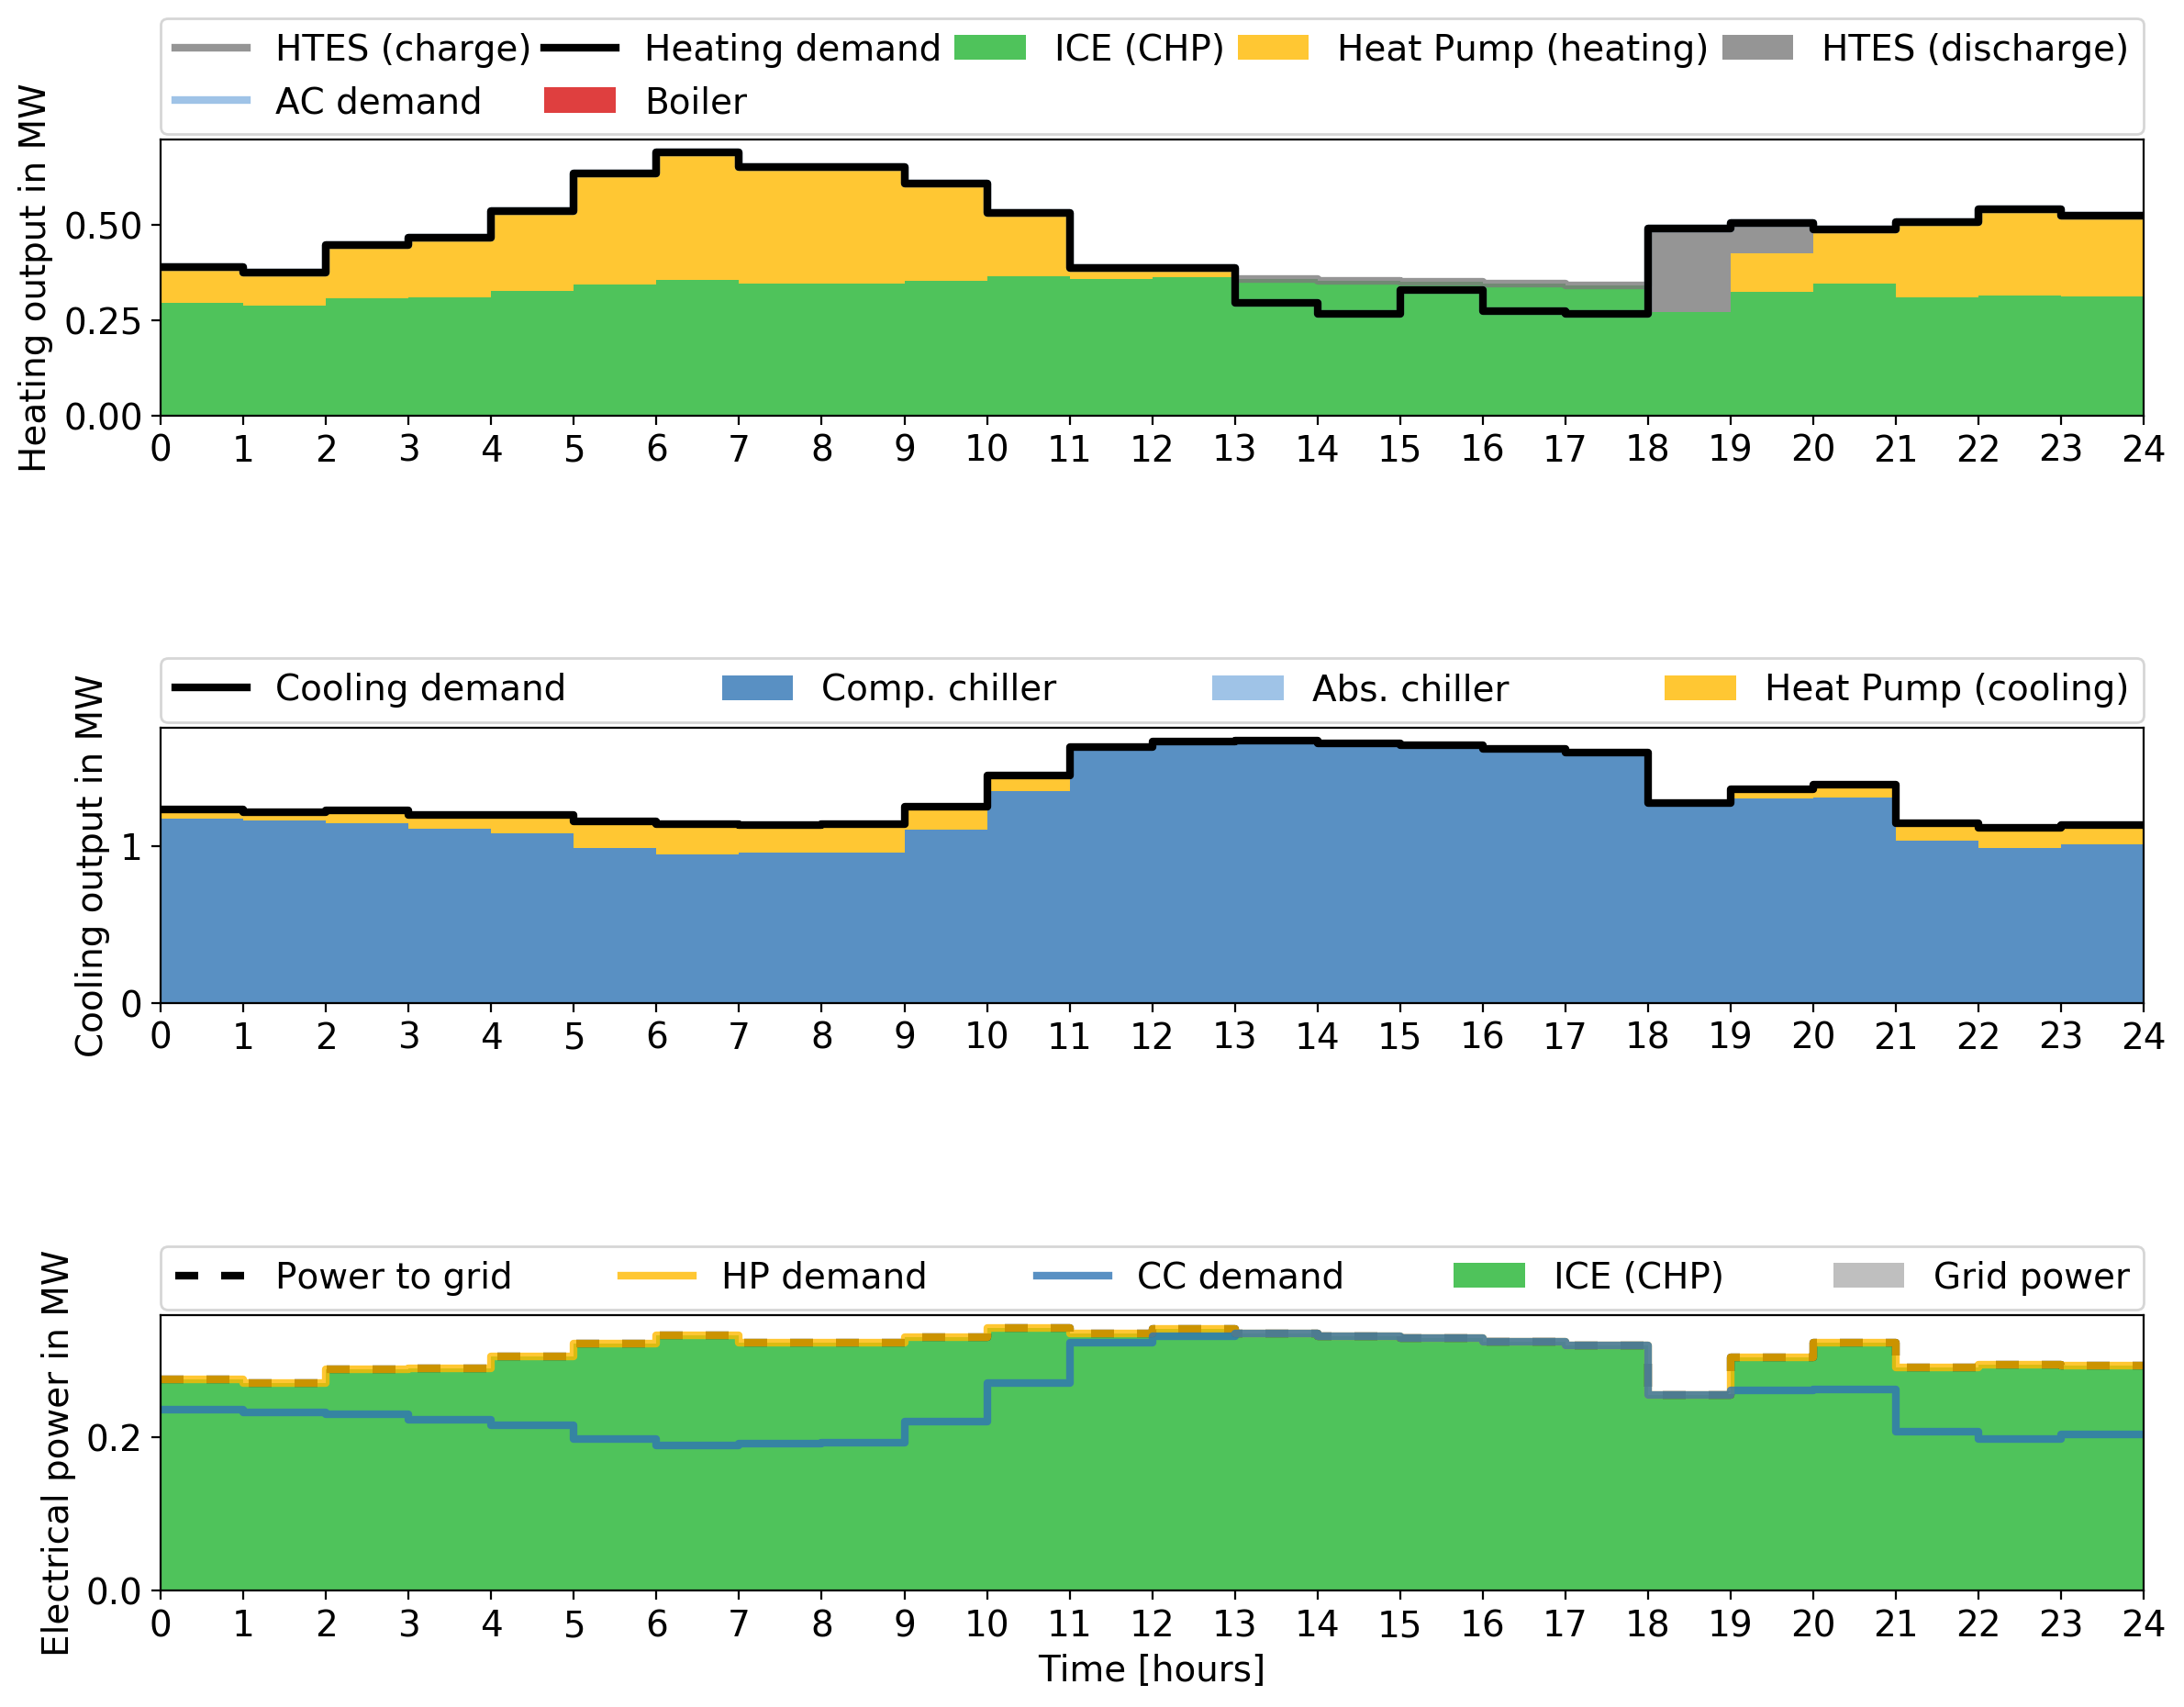 HTES (charge) Heating demand ICE (CHP) Heat Pump (heating) HTES (discharge)
AC demand Boiler
Heating output in MW
0.50
0.25
0.00
0 1 2 3 4 5 6 7 8 9 10 11 12 13 14 15 16 17 18 19 20 21 22 23 24
Cooling demand Comp. chiller Abs. chiller Heat Pump (cooling)
Cooling output in MW
1
0
0 1 2 3 4 5 6 7 8 9 10 11 12 13 14 15 16 17 18 19 20 21 22 23 24
Power to grid HP demand CC demand ICE (CHP) Grid power
Electrical power in MW
0.2
0.0
0 1 2 3 4 5 6 7 8 9 10 11 12 13 14 15 16 17 18 19 20 21 22 23 24
Time [hours]